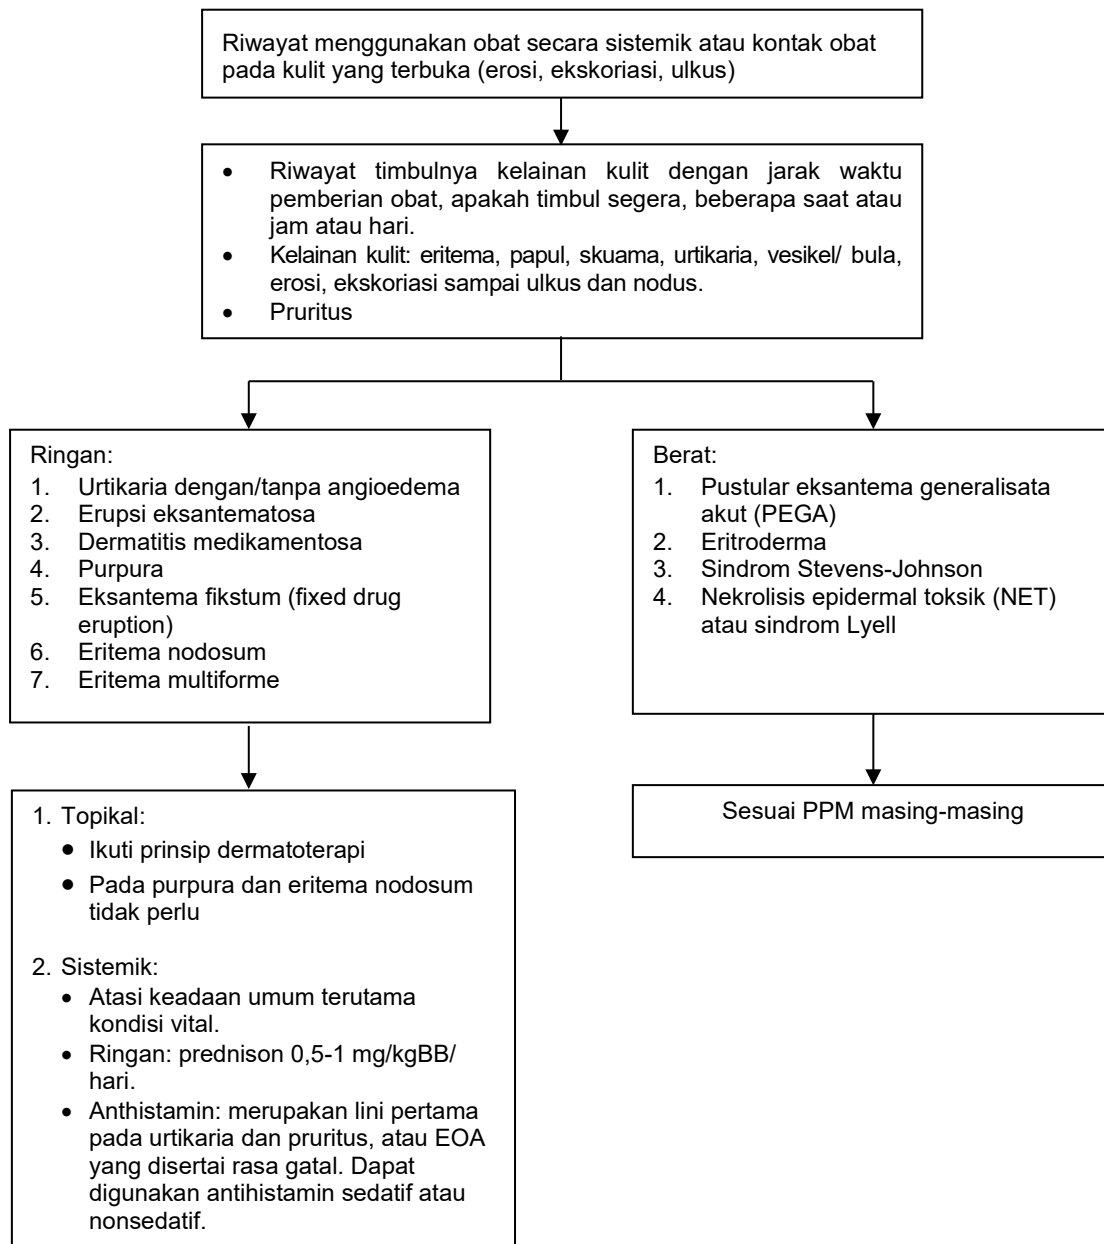 Riwayat menggunakan obat secara sistemik atau kontak obat
pada kulit yang terbuka (erosi, ekskoriasi, ulkus)
• Riwayat timbulnya kelainan kulit dengan jarak waktu
pemberian obat, apakah timbul segera, beberapa saat atau
jam atau hari.
• Kelainan kulit: eritema, papul, skuama, urtikaria, vesikel/ bula,
erosi, ekskoriasi sampai ulkus dan nodus.
• Pruritus
Ringan:
1. Urtikaria dengan/tanpa angioedema
2. Erupsi eksantematosa
3. Dermatitis medikamentosa
4. Purpura
5. Eksantema fikstum (fixed drug
eruption)
6. Eritema nodosum
7. Eritema multiforme
Berat:
1. Pustular eksantema generalisata
akut (PEGA)
2. Eritroderma
3. Sindrom Stevens-Johnson
4. Nekrolisis epidermal toksik (NET)
atau sindrom Lyell
1. Topikal:
• Ikuti prinsip dermatoterapi
• Pada purpura dan eritema nodosum
tidak perlu
2. Sistemik:
• Atasi keadaan umum terutama
kondisi vital.
• Ringan: prednison 0,5-1 mg/kgBB/
hari.
• Anthistamin: merupakan lini pertama
pada urtikaria dan pruritus, atau EOA
yang disertai rasa gatal. Dapat
digunakan antihistamin sedatif atau
nonsedatif.
Sesuai PPM masing-masing